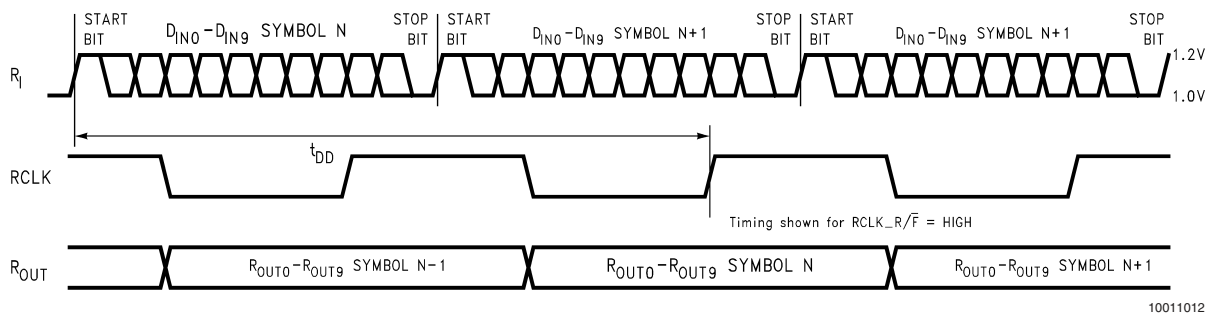 START BIT D_IN0–D_IN9 SYMBOL N STOP BIT START BIT D_IN0–D_IN9 SYMBOL N+1 STOP BIT START BIT D_IN0–D_IN9 SYMBOL N+1 STOP BIT
R_I
1.2V
1.0V
t_DD
RCLK
Timing shown for RCLK_R/F̅ = HIGH
R_OUT
R_OUT0–R_OUT9 SYMBOL N-1 R_OUT0–R_OUT9 SYMBOL N R_OUT0–R_OUT9 SYMBOL N+1
10011012